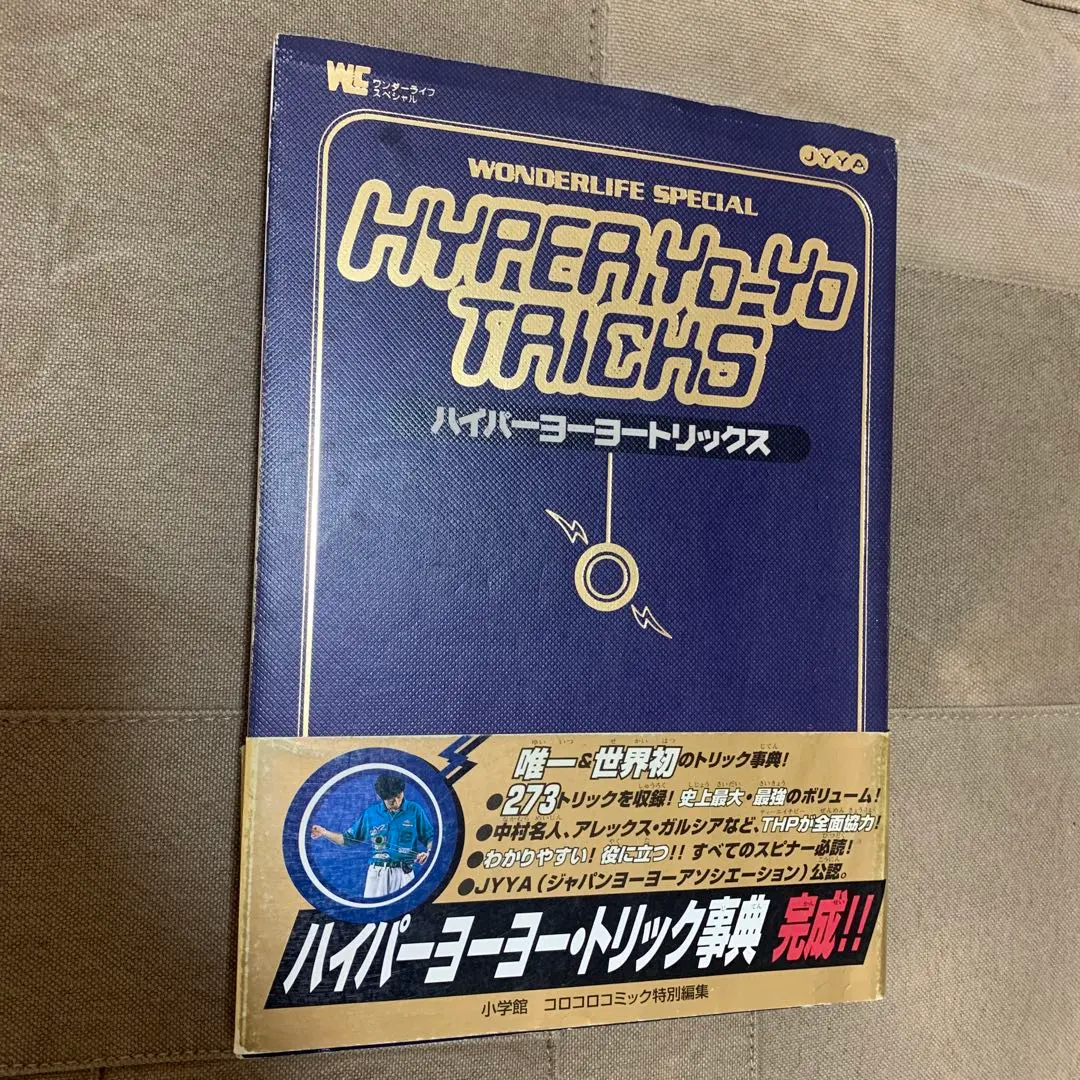 WL ワンダーライフ
スペシャル
JYYA
WONDERLIFE SPECIAL
HYPER YO-YO
TRICKS
ハイパーヨーヨートリックス
唯一&世界初のトリック事典!
●273トリックを収録! 史上最大・最強のボリューム!
●中村名人、アレックス・ガルシアなど、THPが全面協力!
●わかりやすい! 役に立つ!! すべてのスピナー必読!
●JYYA(ジャパンヨーヨーアソシエーション)公認。
ハイパーヨーヨー・トリック事典 完成!!
小学館 コロコロコミック特別編集